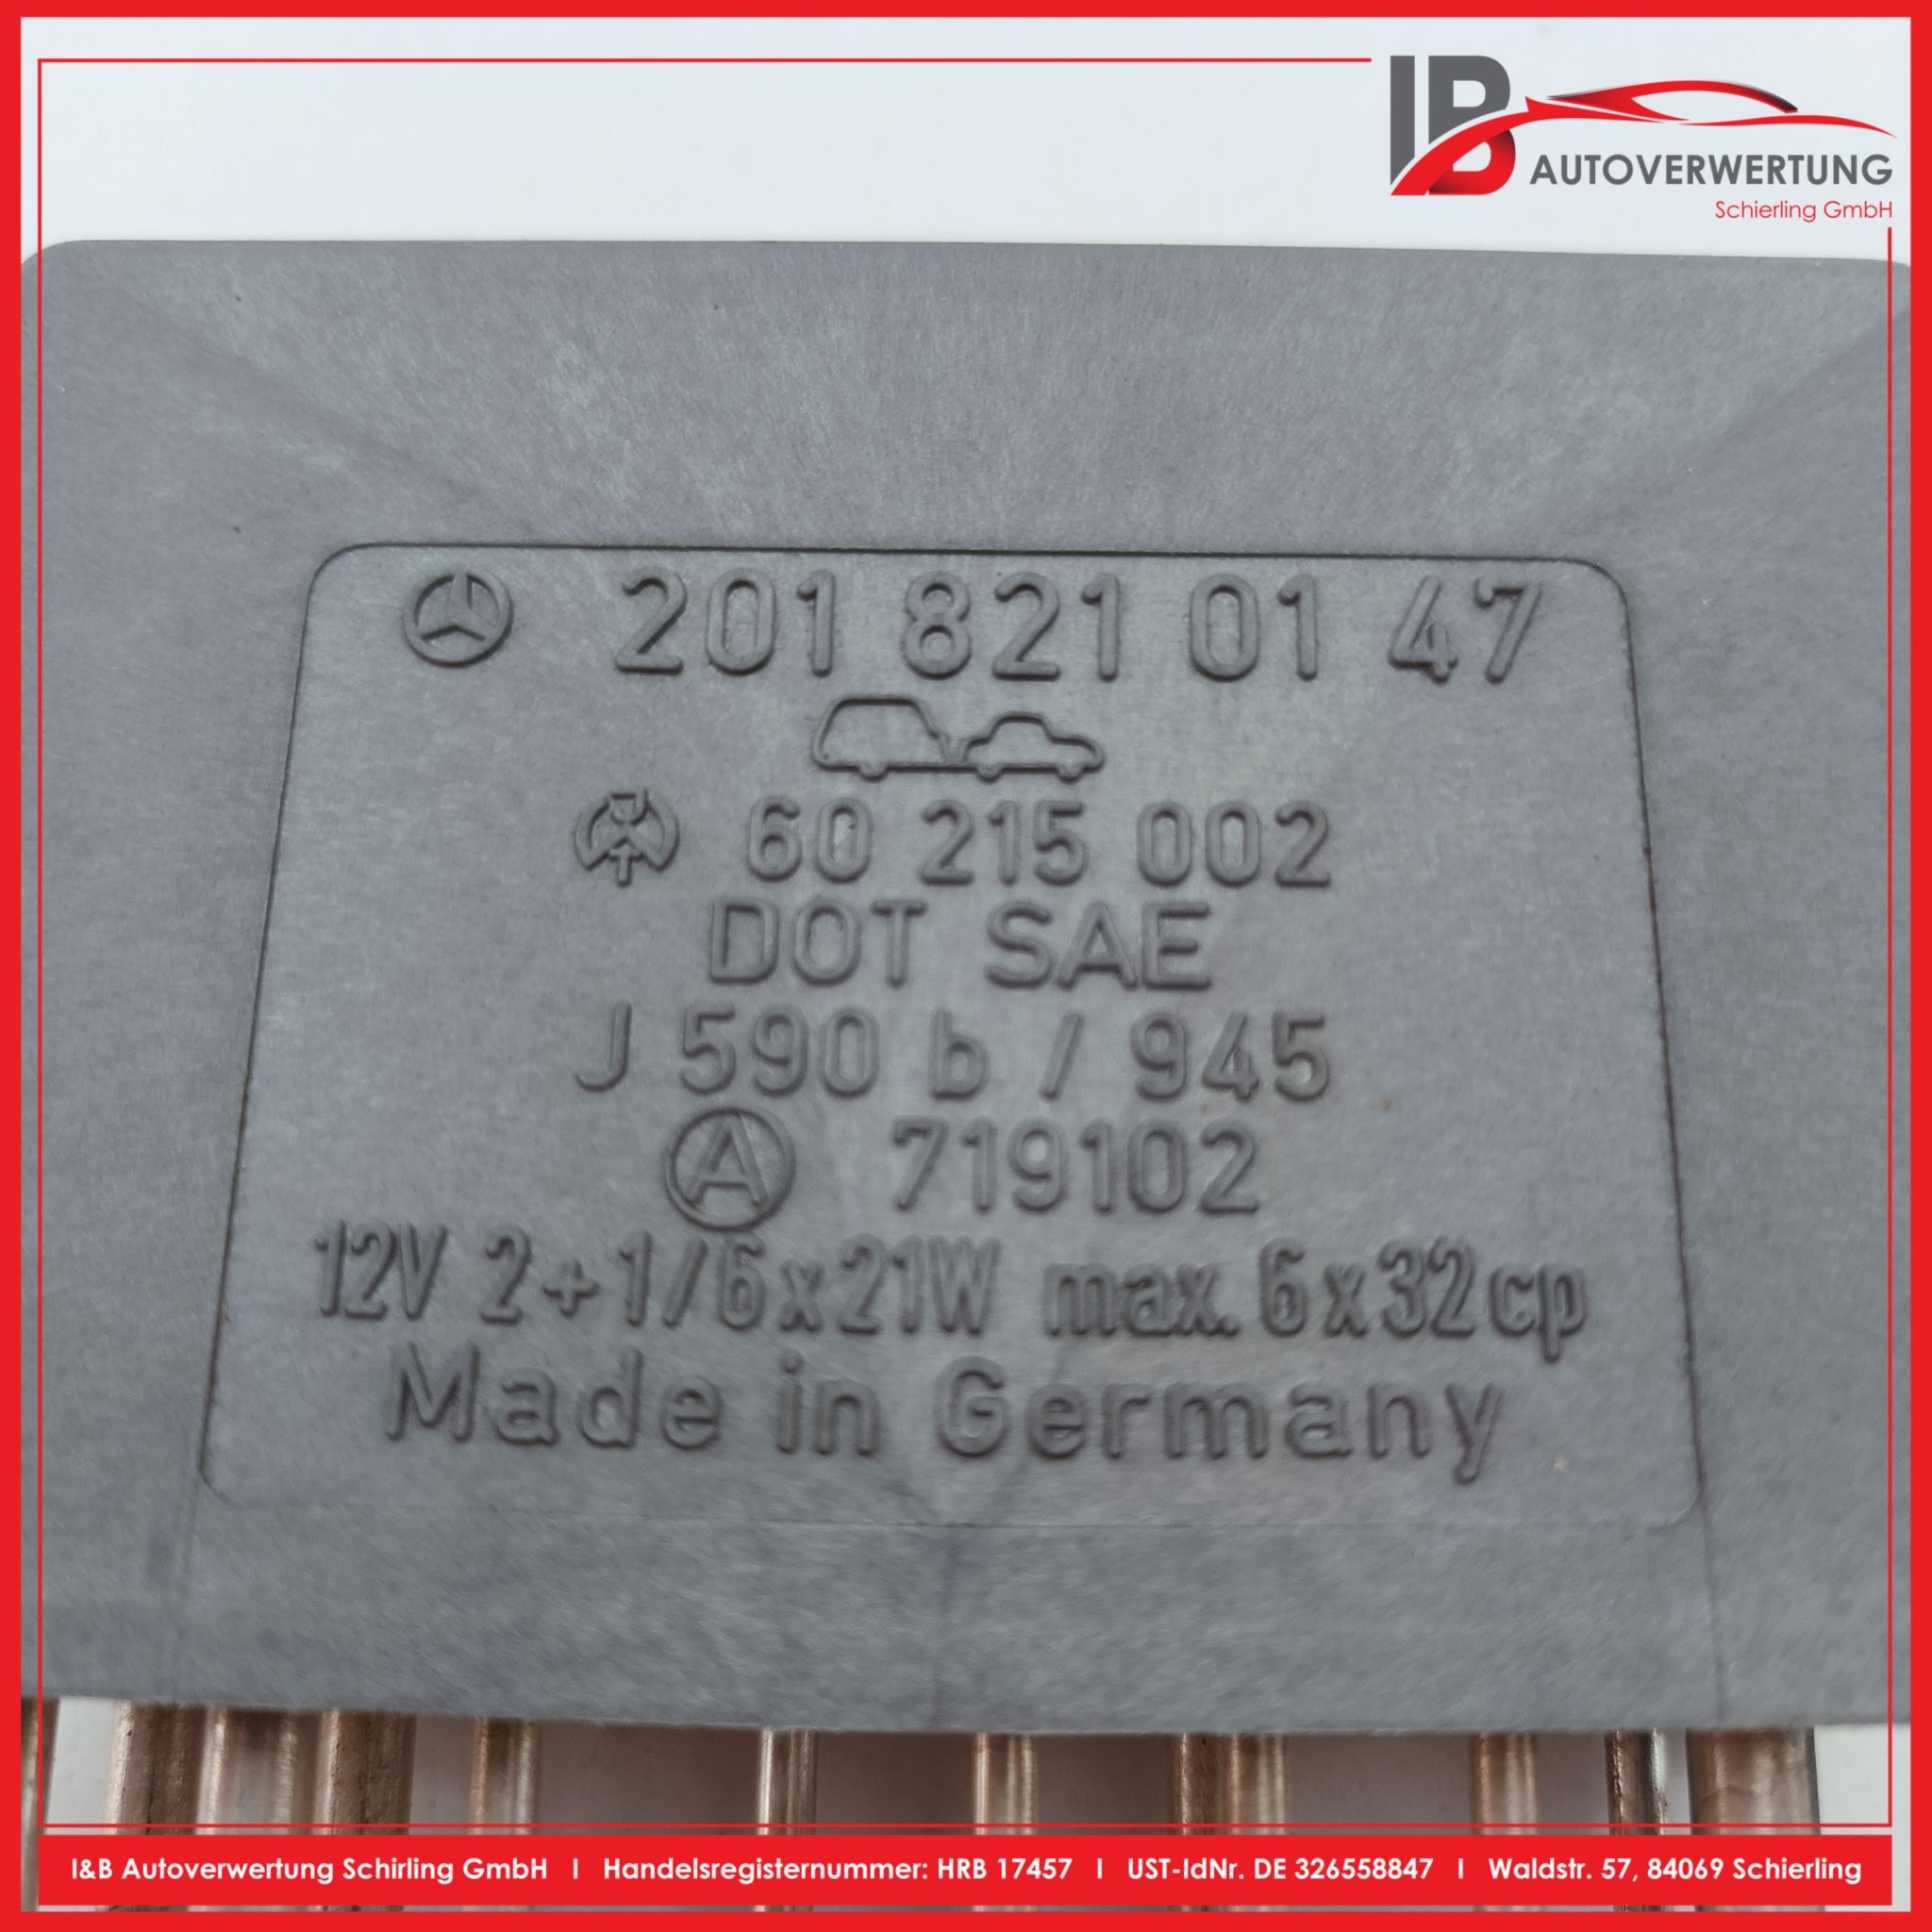 IB AUTOVERWERTUNG
Schierling GmbH
201 821 01 47
60 215 002
DOT SAE
J 590 b / 945
A 719102
12V 2+1/6x21W max. 6x32cp
Made in Germany
I&B Autoverwertung Schirling GmbH I Handelsregisternummer: HRB 17457 I UST-IdNr. DE 326558847 I Waldstr. 57, 84069 Schierling